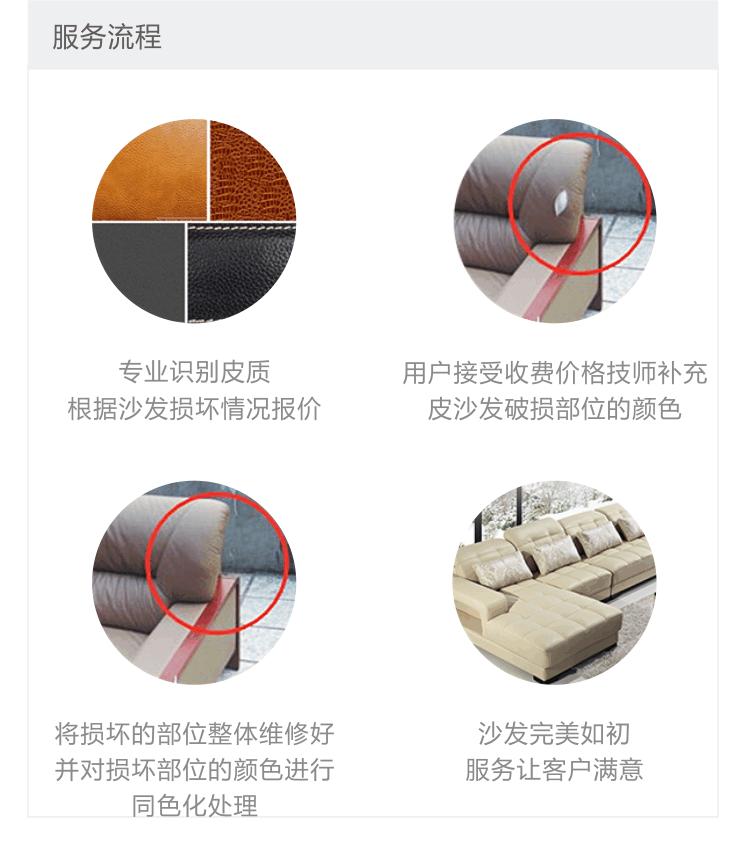 服务流程
专业识别皮质
根据沙发损坏情况报价
用户接受收费价格技师补充
皮沙发破损部位的颜色
将损坏的部位整体维修好
并对损坏部位的颜色进行
同色化处理
沙发完美如初
服务让客户满意